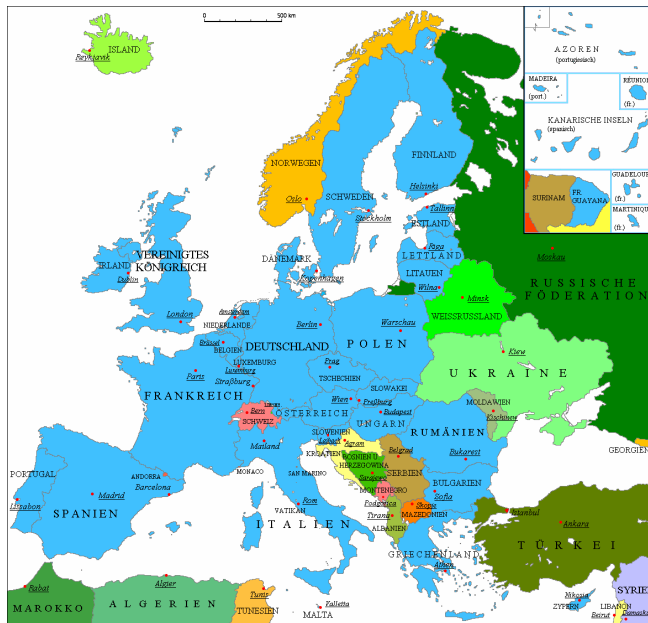 500 km
ISLAND
Reykjavik
AZOREN
(portugiesisch)
MADEIRA
(port.)
RÉUNION
(fr.)
KANARISCHE INSELN
(spanisch)
SURINAM
FR.
GUAYANA
GUADELOUPE
(fr.)
MARTINIQUE
(fr.)
NORWEGEN
Oslo
SCHWEDEN
Stockholm
FINNLAND
Helsinki
Tallinn
ESTLAND
Riga
LETTLAND
LITAUEN
Wilna
Moskau
RUSSISCHE
FÖDERATION
Minsk
WEISSRUSSLAND
VEREINIGTES
KÖNIGREICH
IRLAND
Dublin
London
DÄNEMARK
Kopenhagen
Amsterdam
NIEDERLANDE
Brüssel
BELGIEN
LUXEMBURG
Luxemburg
Straßburg
Berlin
DEUTSCHLAND
Warschau
POLEN
Prag
TSCHECHIEN
SLOWAKEI
Wien
Preßburg
Budapest
ÖSTERREICH
UNGARN
Kiew
UKRAINE
MOLDAWIEN
Kischinew
Paris
FRANKREICH
Bern
SCHWEIZ
Mailand
SLOWENIEN
Laibach
Agram
KROATIEN
BOSNIEN U.
HERZEGOWINA
Sarajewo
Belgrad
SERBIEN
MONTENEGRO
Podgorica
RUMÄNIEN
Bukarest
BULGARIEN
Sofia
Skopje
MAZEDONIEN
Tirana
ALBANIEN
GEORGIEN
PORTUGAL
Lissabon
Madrid
SPANIEN
ANDORRA
Barcelona
MONACO
SAN MARINO
Rom
VATIKAN
ITALIEN
GRIECHENLAND
Athen
Istanbul
Ankara
TÜRKEI
Rabat
MAROKKO
Algier
ALGERIEN
Tunis
TUNESIEN
Valletta
MALTA
Nikosia
ZYPERN
SYRIE
LIBANON
Beirut
Damaskus